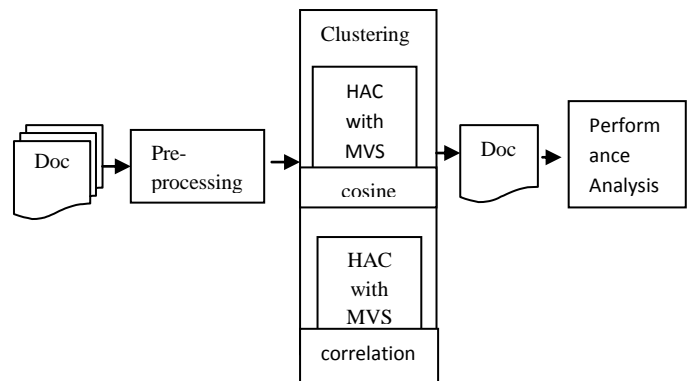 Clustering
HAC
with
MVS
cosine
HAC
with
MVS
correlation
Doc
Pre-
processing
Doc
Perform
ance
Analysis